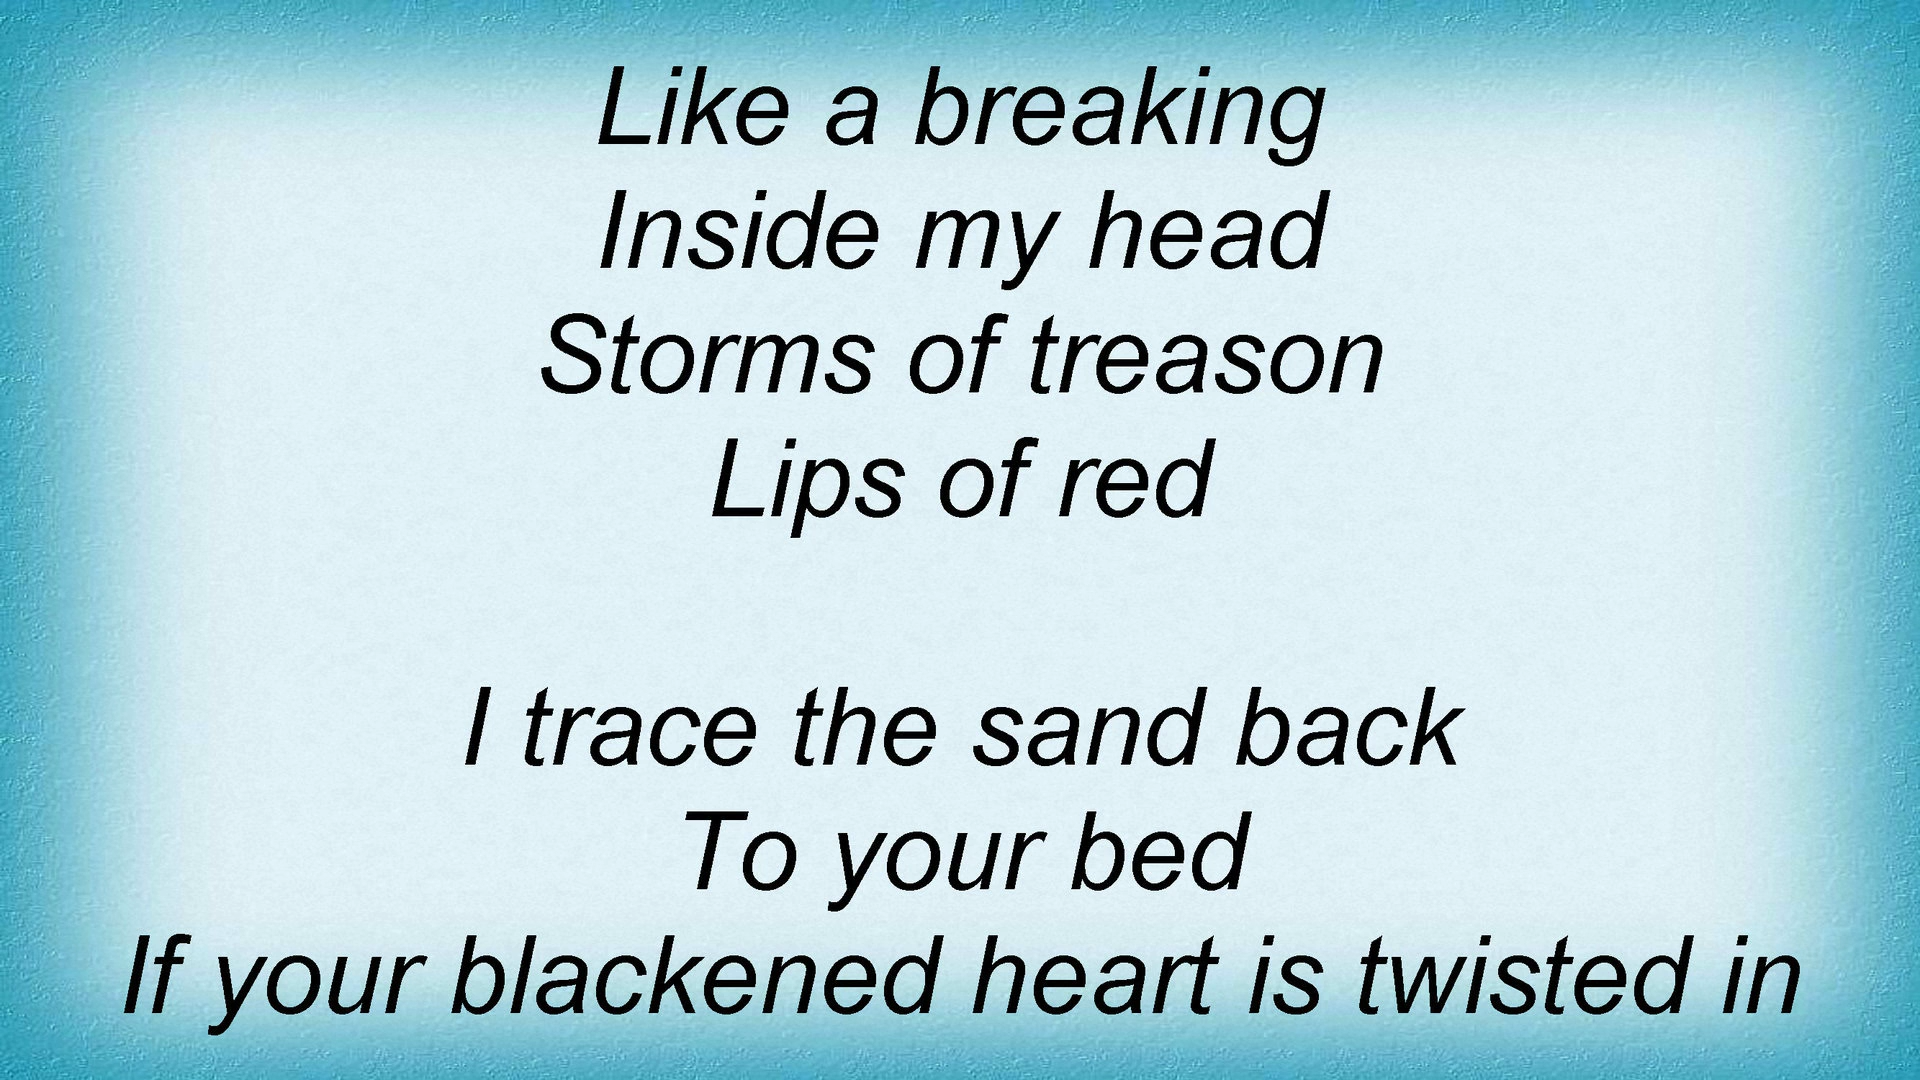 Like a breaking
Inside my head
Storms of treason
Lips of red
I trace the sand back
To your bed
If your blackened heart is twisted in